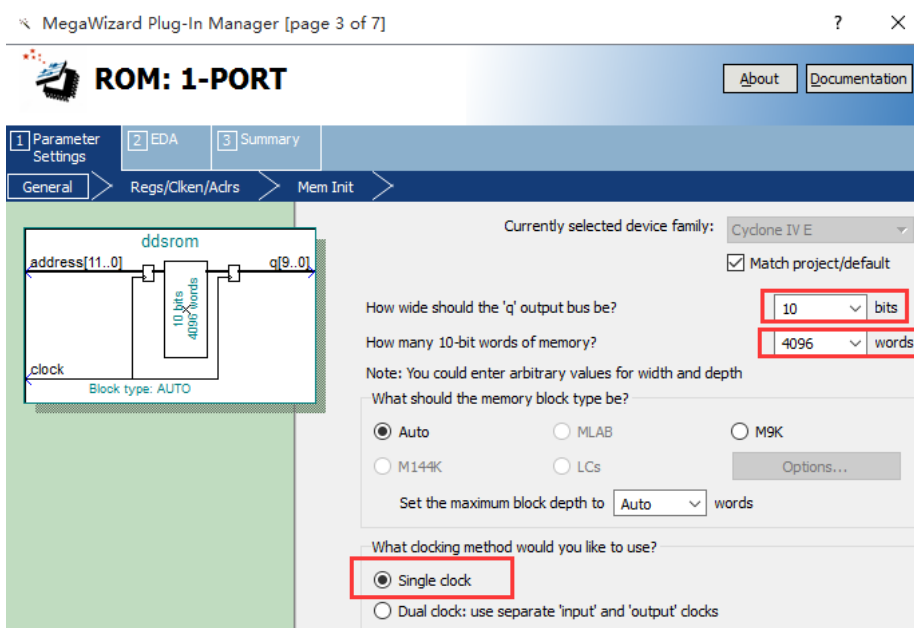 MegaWizard Plug-In Manager [page 3 of 7]
? ×
ROM: 1-PORT
About Documentation
1 Parameter Settings
2 EDA
3 Summary
General Regs/Clken/Adrs Mem Init
ddsrom
address[11..0]
q[9..0]
10 bits
4096 words
clock
Block type: AUTO
Currently selected device family: Cyclone IV E
Match project/default
How wide should the 'q' output bus be? 10 bits
How many 10-bit words of memory? 4096 words
Note: You could enter arbitrary values for width and depth
What should the memory block type be?
Auto MLAB M9K
M144K LCs Options...
Set the maximum block depth to Auto words
What clocking method would you like to use?
Single clock
Dual clock: use separate 'input' and 'output' clocks